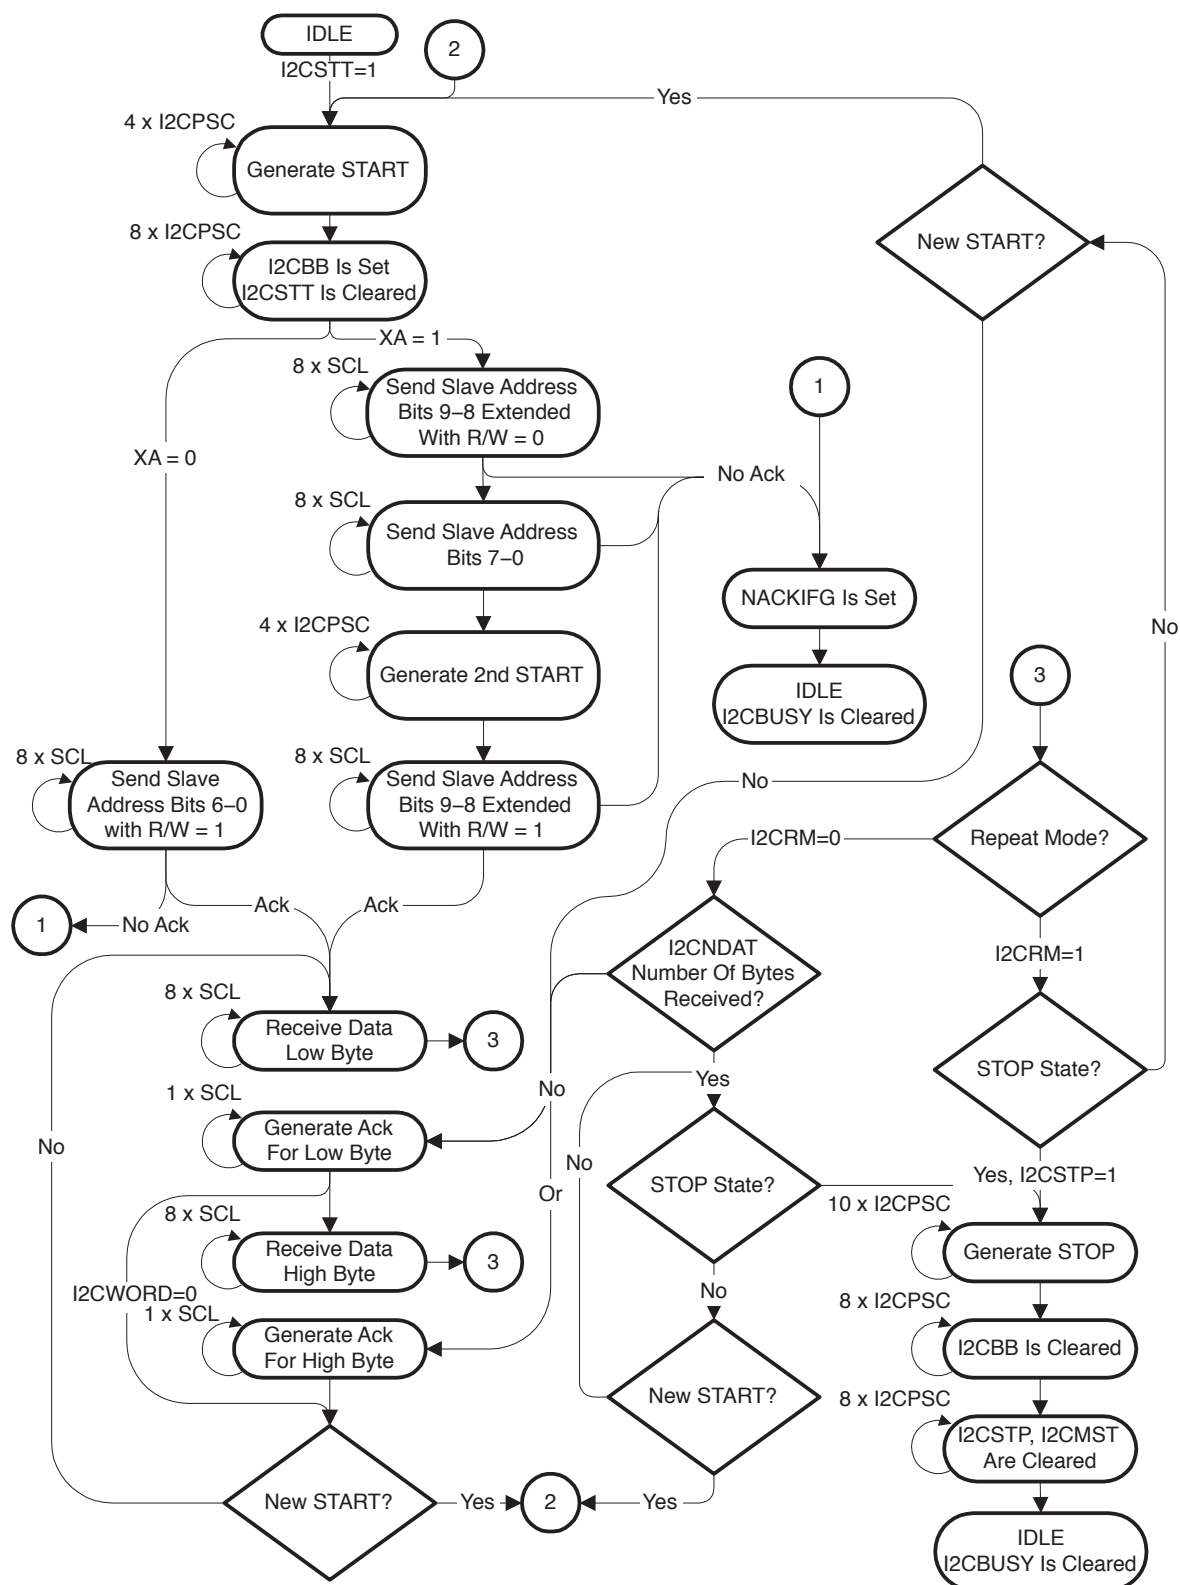 IDLE
2
I2CSTT=1
Yes
4 x I2CPSC
Generate START
8 x I2CPSC
New START?
I2CBB Is Set
I2CSTT Is Cleared
XA = 1
8 x SCL
Send Slave Address
Bits 9–8 Extended
With R/W = 0
1
XA = 0
No Ack
8 x SCL
Send Slave Address
Bits 7–0
NACKIFG Is Set
4 x I2CPSC
No
Generate 2nd START
3
IDLE
I2CBUSY Is Cleared
8 x SCL
Send Slave
Address Bits 6–0
with R/W = 1
8 x SCL
Send Slave Address
Bits 9–8 Extended
With R/W = 1
No
I2CRM=0
Repeat Mode?
Ack
Ack
1
No Ack
I2CNDAT
Number Of Bytes
Received?
I2CRM=1
8 x SCL
Receive Data
Low Byte
3
STOP State?
Yes
No
1 x SCL
Generate Ack
For Low Byte
No
No
STOP State?
Yes, I2CSTP=1
Or
10 x I2CPSC
8 x SCL
Receive Data
High Byte
3
Generate STOP
I2CWORD=0
No
8 x I2CPSC
1 x SCL
Generate Ack
For High Byte
I2CBB Is Cleared
New START?
8 x I2CPSC
I2CSTP, I2CMST
Are Cleared
New START?
Yes
2
Yes
IDLE
I2CBUSY Is Cleared